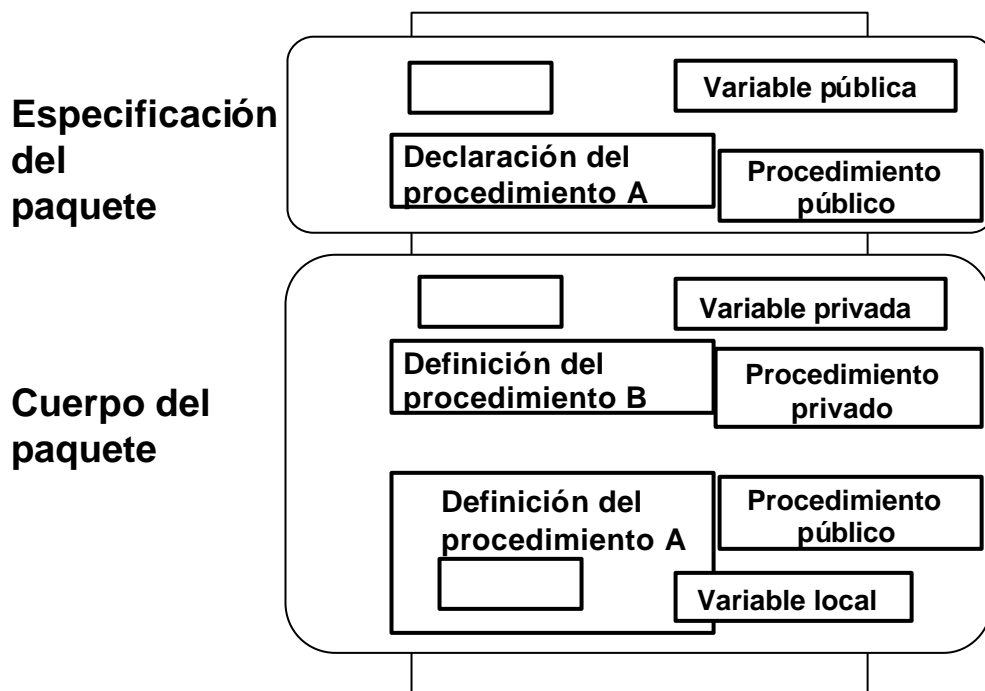 Especificación
del
paquete
Variable pública
Declaración del
procedimiento A
Procedimiento
público
Cuerpo del
paquete
Variable privada
Definición del
procedimiento B
Procedimiento
privado
Definición del
procedimiento A
Procedimiento
público
Variable local